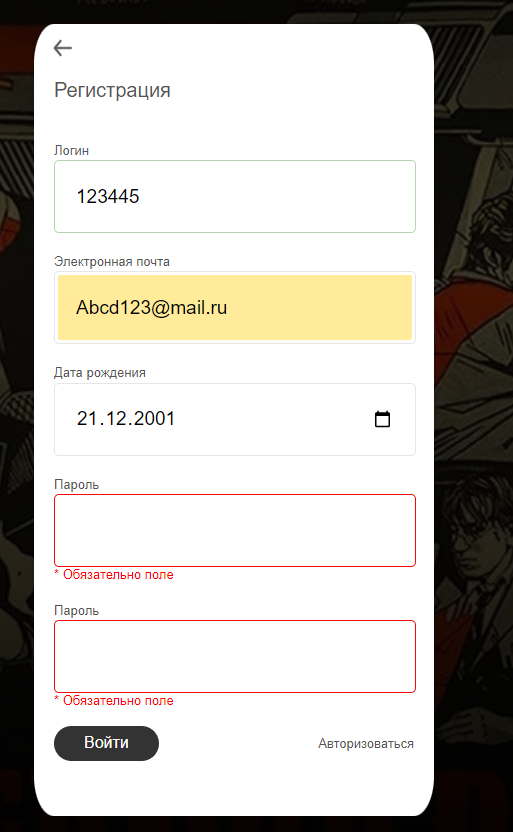 Регистрация
Логин
123445
Электронная почта
Abcd123@mail.ru
Дата рождения
21.12.2001
Пароль
* Обязательно поле
Пароль
* Обязательно поле
Войти Авторизоваться